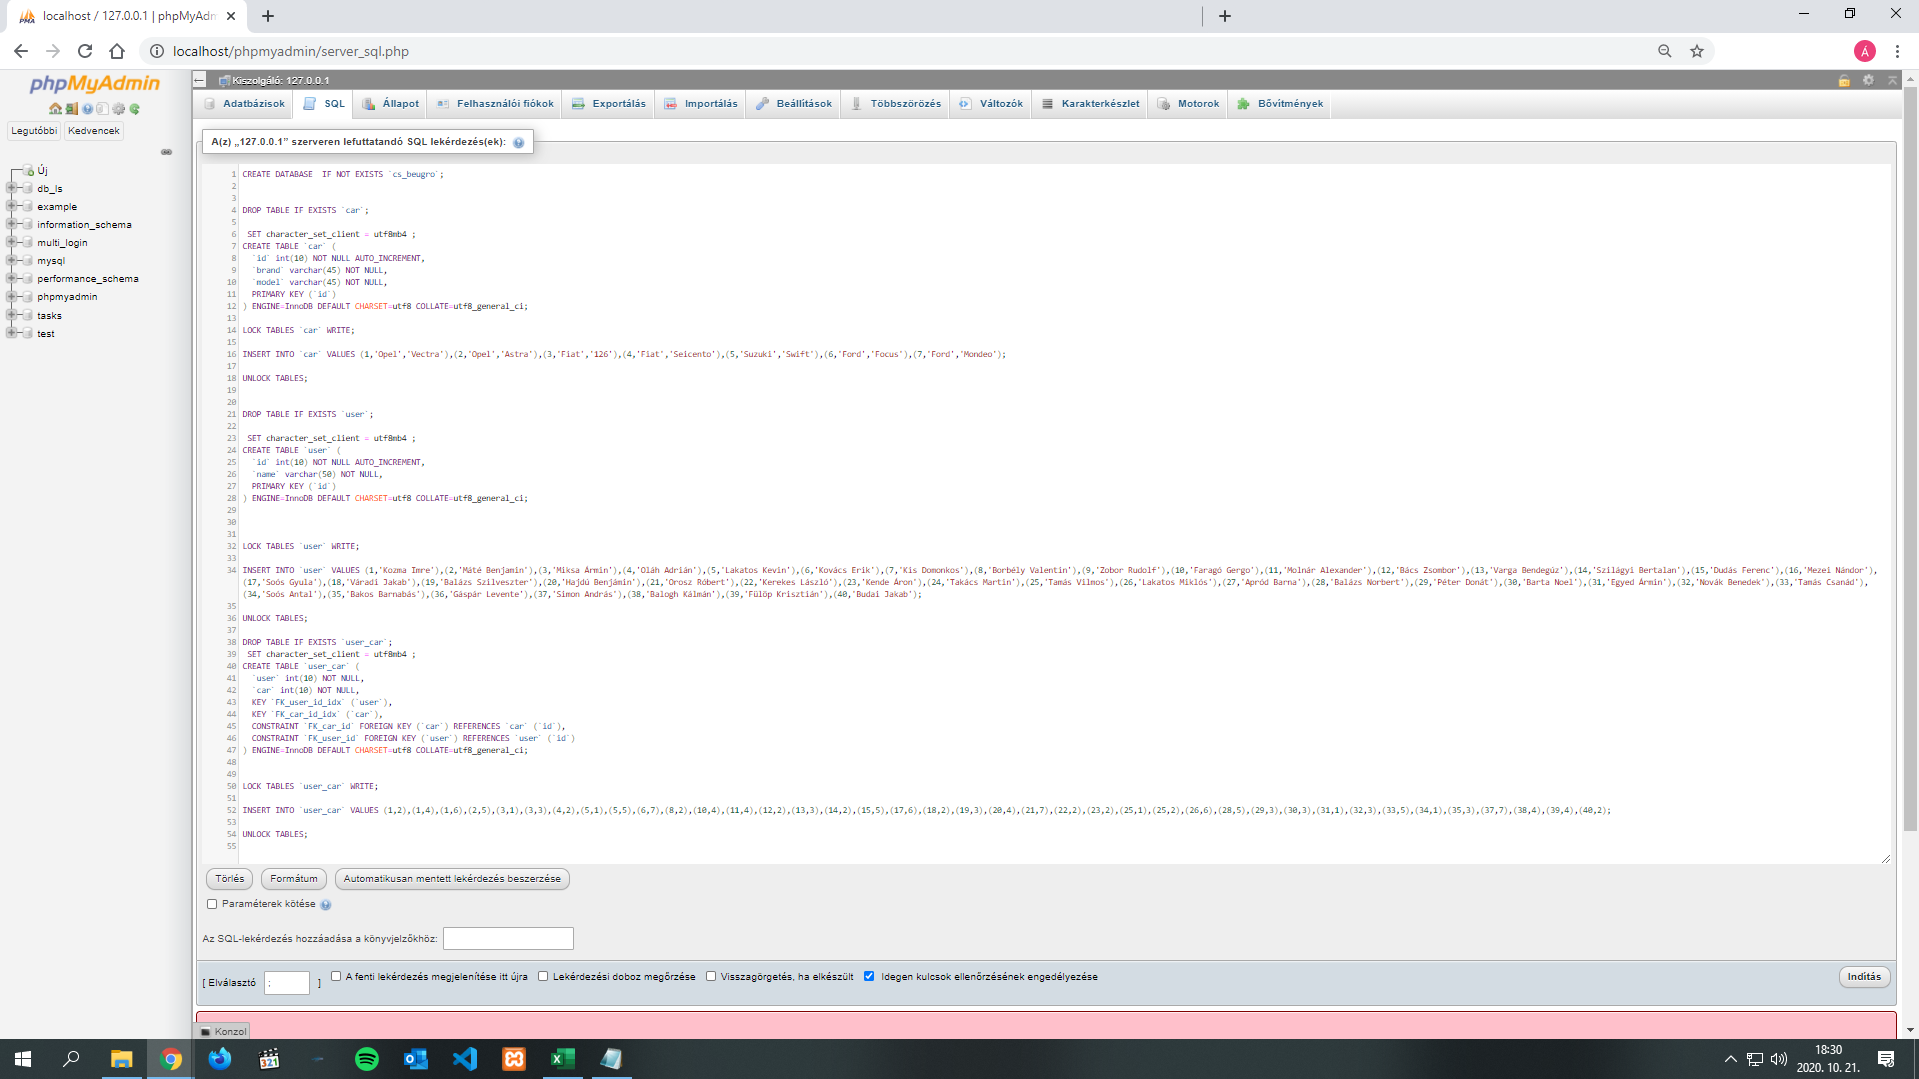 localhost / 127.0.0.1 | phpMyAdm
localhost/phpmyadmin/server_sql.php
Á
phpMyAdmin
Legutóbbi Kedvencek
Új
db_ls
example
information_schema
multi_login
mysql
performance_schema
phpmyadmin
tasks
test
Kiszolgáló: 127.0.0.1
Adatbázisok SQL Állapot Felhasználói fiókok Exportálás Importálás Beállítások Többszörözés Változók Karakterkészlet Motorok Bővítmények
A(z) „127.0.0.1” szerveren lefuttatandó SQL lekérdezés(ek):
1 CREATE DATABASE  IF NOT EXISTS `cs_beugro`;
2
3
4 DROP TABLE IF EXISTS `car`;
5
6  SET character_set_client = utf8mb4 ;
7 CREATE TABLE `car` (
8   `id` int(10) NOT NULL AUTO_INCREMENT,
9   `brand` varchar(45) NOT NULL,
10   `model` varchar(45) NOT NULL,
11   PRIMARY KEY (`id`)
12 ) ENGINE=InnoDB DEFAULT CHARSET=utf8 COLLATE=utf8_general_ci;
13
14 LOCK TABLES `car` WRITE;
15
16 INSERT INTO `car` VALUES (1,'Opel','Vectra'),(2,'Opel','Astra'),(3,'Fiat','126'),(4,'Fiat','Seicento'),(5,'Suzuki','Swift'),(6,'Ford','Focus'),(7,'Ford','Mondeo');
17
18 UNLOCK TABLES;
19
20
21 DROP TABLE IF EXISTS `user`;
22
23  SET character_set_client = utf8mb4 ;
24 CREATE TABLE `user` (
25   `id` int(10) NOT NULL AUTO_INCREMENT,
26   `name` varchar(50) NOT NULL,
27   PRIMARY KEY (`id`)
28 ) ENGINE=InnoDB DEFAULT CHARSET=utf8 COLLATE=utf8_general_ci;
29
30
31
32 LOCK TABLES `user` WRITE;
33
34 INSERT INTO `user` VALUES (1,'Kozma Imre'),(2,'Máté Benjamin'),(3,'Miksa Ármin'),(4,'Oláh Adrián'),(5,'Lakatos Kevin'),(6,'Kovács Erik'),(7,'Kis Domonkos'),(8,'Borbély Valentin'),(9,'Zobor Rudolf'),(10,'Faragó Gergo'),(11,'Molnár Alexander'),(12,'Bács Zsombor'),(13,'Varga Bendegúz'),(14,'Szilágyi Bertalan'),(15,'Dudás Ferenc'),(16,'Mezei Nándor'),
(17,'Soós Gyula'),(18,'Váradi Jakab'),(19,'Balázs Szilveszter'),(20,'Hajdú Benjámin'),(21,'Orosz Róbert'),(22,'Kerekes László'),(23,'Kende Áron'),(24,'Takács Martin'),(25,'Tamás Vilmos'),(26,'Lakatos Miklós'),(27,'Apród Barna'),(28,'Balázs Norbert'),(29,'Péter Donát'),(30,'Barta Noel'),(31,'Egyed Ármin'),(32,'Novák Benedek'),(33,'Tamás Csanád'),
(34,'Soós Antal'),(35,'Bakos Barnabás'),(36,'Gáspár Levente'),(37,'Simon András'),(38,'Balogh Kálmán'),(39,'Fülöp Krisztián'),(40,'Budai Jakab');
35
36 UNLOCK TABLES;
37
38 DROP TABLE IF EXISTS `user_car`;
39  SET character_set_client = utf8mb4 ;
40 CREATE TABLE `user_car` (
41   `user` int(10) NOT NULL,
42   `car` int(10) NOT NULL,
43   KEY `FK_user_id_idx` (`user`),
44   KEY `FK_car_id_idx` (`car`),
45   CONSTRAINT `FK_car_id` FOREIGN KEY (`car`) REFERENCES `car` (`id`),
46   CONSTRAINT `FK_user_id` FOREIGN KEY (`user`) REFERENCES `user` (`id`)
47 ) ENGINE=InnoDB DEFAULT CHARSET=utf8 COLLATE=utf8_general_ci;
48
49
50 LOCK TABLES `user_car` WRITE;
51
52 INSERT INTO `user_car` VALUES (1,2),(1,4),(1,6),(2,5),(3,1),(3,3),(4,2),(5,1),(5,5),(6,7),(8,2),(10,4),(11,4),(12,2),(13,3),(14,2),(15,5),(17,6),(18,2),(19,3),(20,4),(21,7),(22,2),(23,2),(25,1),(25,2),(26,6),(28,5),(29,3),(30,3),(31,1),(32,3),(33,5),(34,1),(35,3),(37,7),(38,4),(39,4),(40,2);
53
54 UNLOCK TABLES;
55
Törlés Formátum Automatikusan mentett lekérdezés beszerzése
Paraméterek kötése
Az SQL-lekérdezés hozzáadása a könyvjelzőkhöz:
[ Elválasztó ; ] A fenti lekérdezés megjelenítése itt újra Lekérdezési doboz megőrzése Visszagörgetés, ha elkészült Idegen kulcsok ellenőrzésének engedélyezése Indítás
Konzol
18:30
2020. 10. 21.